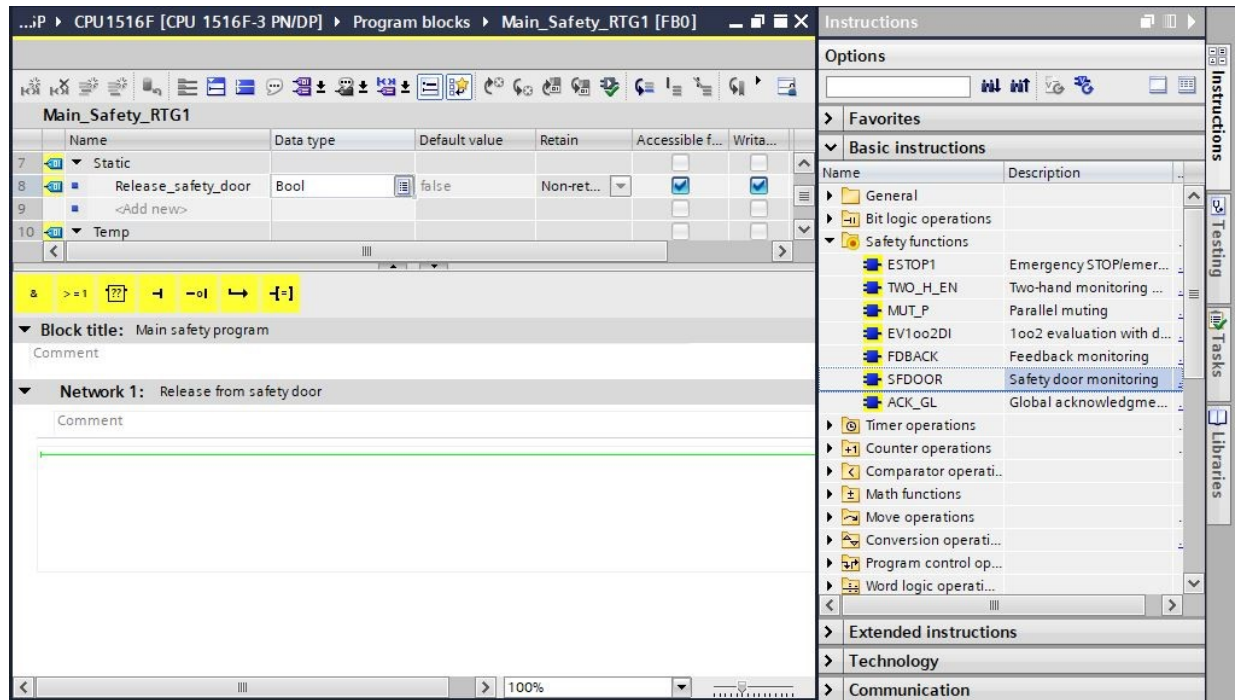 ...iP ▸ CPU1516F [CPU 1516F-3 PN/DP] ▸ Program blocks ▸ Main_Safety_RTG1 [FB0]
Main_Safety_RTG1
Name Data type Default value Retain Accessible f... Writa...
7 Static
8 Release_safety_door Bool false Non-ret...
9 <Add new>
10 Temp
& >=1 ?? -[=]
Block title: Main safety program
Comment
Network 1: Release from safety door
Comment
100%
Instructions
Options
Favorites
Basic instructions
Name Description ..
General
Bit logic operations
Safety functions
ESTOP1 Emergency STOP/emer...
TWO_H_EN Two-hand monitoring ...
MUT_P Parallel muting
EV1oo2DI 1oo2 evaluation with d...
FDBACK Feedback monitoring
SFDOOR Safety door monitoring
ACK_GL Global acknowledgme...
Timer operations
Counter operations
Comparator operati..
Math functions
Move operations
Conversion operati...
Program control op...
Word logic operati...
Extended instructions
Technology
Communication
Instructions
Testing
Tasks
Libraries